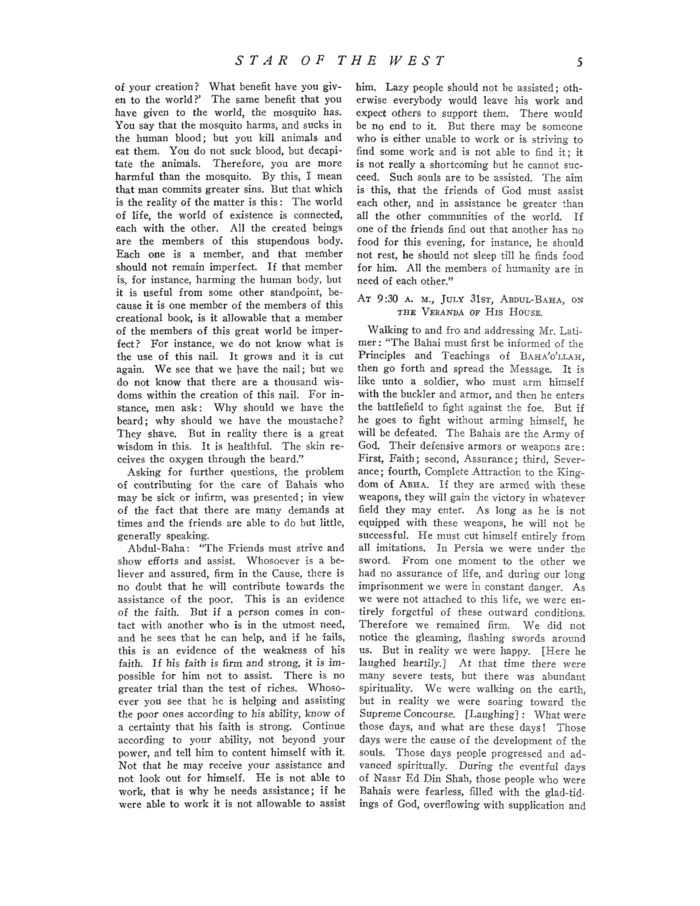 STAR OF THE WEST 5
of your creation? What benefit have you giv-
en to the world?' The same benefit that you
have given to the world, the mosquito has.
You say that the mosquito harms, and sucks in
the human blood; but you kill animals and
eat them. You do not suck blood, but decapi-
tate the animals. Therefore, you are more
harmful than the mosquito. By this, I mean
that man commits greater sins. But that which
is the reality of the matter is this: The world
of life, the world of existence is connected,
each with the other. All the created beings
are the members of this stupendous body.
Each one is a member, and that member
should not remain imperfect. If that member
is, for instance, harming the human body, but
it is useful from some other standpoint, be-
cause it is one member of the members of this
creational book, is it allowable that a member
of the members of this great world be imper-
fect? For instance, we do not know what is
the use of this nail. It grows and it is cut
again. We see that we have the nail; but we
do not know that there are a thousand wis-
doms within the creation of this nail. For in-
stance, men ask: Why should we have the
beard; why should we have the moustache?
They shave. But in reality there is a great
wisdom in this. It is healthful. The skin re-
ceives the oxygen through the beard."
Asking for further questions, the problem
of contributing for the care of Bahais who
may be sick or infirm, was presented; in view
of the fact that there are many demands at
times and the friends are able to do but little,
generally speaking.
Abdul-Baha: "The Friends must strive and
show efforts and assist. Whosoever is a be-
liever and assured, firm in the Cause, there is
no doubt that he will contribute towards the
assistance of the poor. This is an evidence
of the faith. But if a person comes in con-
tact with another who is in the utmost need,
and he sees that he can help, and if he fails,
this is an evidence of the weakness of his
faith. If his faith is firm and strong, it is im-
possible for him not to assist. There is no
greater trial than the test of riches. Whoso-
ever you see that he is helping and assisting
the poor ones according to his ability, know of
a certainty that his faith is strong. Continue
according to your ability, not beyond your
power, and tell him to content himself with it.
Not that he may receive your assistance and
not look out for himself. He is not able to
work, that is why he needs assistance; if he
were able to work it is not allowable to assist
him. Lazy people should not be assisted; oth-
erwise everybody would leave his work and
expect others to support them. There would
be no end to it. But there may be someone
who is either unable to work or is striving to
find some work and is not able to find it; it
is not really a shortcoming but he cannot suc-
ceed. Such souls are to be assisted. The aim
is this, that the friends of God must assist
each other, and in assistance be greater than
all the other communities of the world. If
one of the friends find out that another has no
food for this evening, for instance, he should
not rest, he should not sleep till he finds food
for him. All the members of humanity are in
need of each other."
AT 9:30 A. M., JULY 31ST, ABDUL-BAHA, ON
THE VERANDA OF HIS HOUSE.
Walking to and fro and addressing Mr. Lati-
mer: "The Bahai must first be informed of the
Principles and Teachings of BAHA'O'LLAH,
then go forth and spread the Message. It is
like unto a soldier, who must arm himself
with the buckler and armor, and then he enters
the battlefield to fight against the foe. But if
he goes to fight without arming himself, he
will be defeated. The Bahais are the Army of
God. Their defensive armors or weapons are:
First, Faith; second, Assurance; third, Sever-
ance; fourth, Complete Attraction to the King-
dom of ABHA. If they are armed with these
weapons, they will gain the victory in whatever
field they may enter. As long as he is not
equipped with these weapons, he will not be
successful. He must cut himself entirely from
all imitations. In Persia we were under the
sword. From one moment to the other we
had no assurance of life, and during our long
imprisonment we were in constant danger. As
we were not attached to this life, we were en-
tirely forgetful of these outward conditions.
Therefore we remained firm. We did not
notice the gleaming, flashing swords around
us. But in reality we were happy. [Here he
laughed heartily.] At that time there were
many severe tests, but there was abundant
spirituality. We were walking on the earth,
but in reality we were soaring toward the
Supreme Concourse. [Laughing]: What were
those days, and what are these days! Those
days were the cause of the development of the
souls. Those days people progressed and ad-
vanced spiritually. During the eventful days
of Nassr Ed Din Shah, those people who were
Bahais were fearless, filled with the glad-tid-
ings of God, overflowing with supplication and